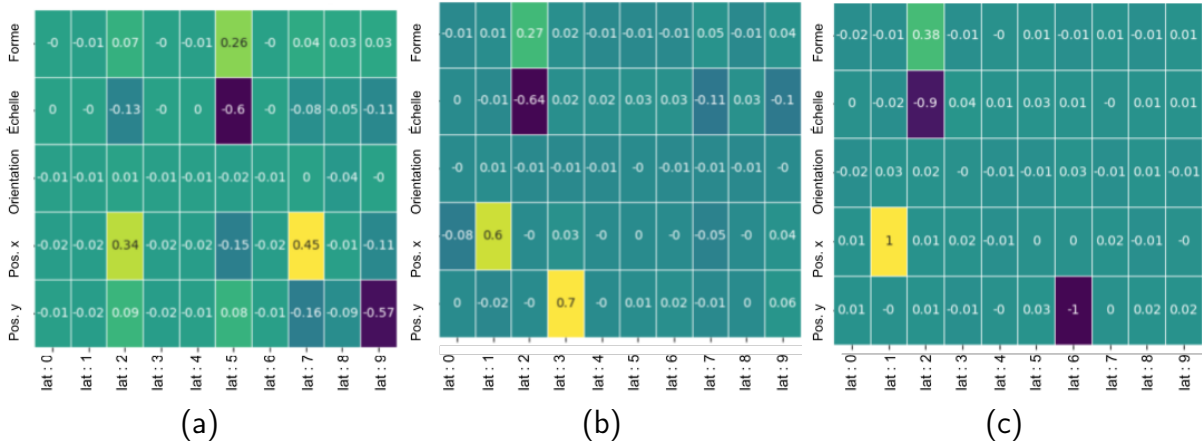 Forme -0 -0.01 0.07 -0 -0.01 0.26 -0 0.04 0.03 0.03
Échelle 0 -0 -0.13 -0 0 -0.6 -0 -0.08 -0.05 -0.11
Orientation -0.01 -0.01 0.01 -0.01 -0.01 -0.02 -0.01 0 -0.04 -0
Pos. x -0.02 -0.02 0.34 -0.02 -0.02 -0.15 -0.02 0.45 -0.01 -0.11
Pos. y -0.01 -0.01 0.09 -0.01 -0.01 0.08 -0.01 -0.16 -0.09 -0.57
lat : 0 lat : 1 lat : 2 lat : 3 lat : 4 lat : 5 lat : 6 lat : 7 lat : 8 lat : 9
(a)
Forme -0.01 0.01 0.27 0.02 -0.01 -0.01 -0.01 0.05 -0.01 0.04
Échelle 0 -0.01 -0.64 0.02 0.02 0.03 0.03 -0.11 0.03 -0.1
Orientation -0 0.01 -0 -0.01 -0.01 -0 -0.01 -0.01 -0.01 -0
Pos. x -0.08 0.6 -0 0.03 -0 -0 -0 -0.05 -0 0.04
Pos. y 0 -0.02 -0 0.7 -0 0.01 0.02 -0.01 0 0.06
lat : 0 lat : 1 lat : 2 lat : 3 lat : 4 lat : 5 lat : 6 lat : 7 lat : 8 lat : 9
(b)
Forme -0.02 -0.01 0.38 -0.01 -0 0.01 -0.01 0.01 -0.01 0.01
Échelle 0 -0.02 -0.9 0.04 0.01 0.03 0.01 -0 0.01 0.01
Orientation -0.02 0.03 0.02 -0 -0.01 0.03 -0.01 0.01 -0.01 0.01
Pos. x 0.01 1 0.01 0.02 -0.01 0 0 0.02 -0.01 -0
Pos. y 0.01 -0 0.01 0.01 -0.01 0.03 -1 0 0.02 0.02
lat : 0 lat : 1 lat : 2 lat : 3 lat : 4 lat : 5 lat : 6 lat : 7 lat : 8 lat : 9
(c)